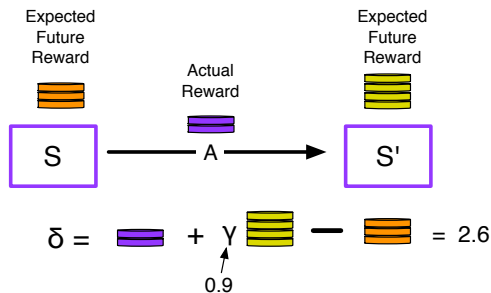 Expected
Future
Reward
Expected
Future
Reward
Actual
Reward
S
A
S'
δ = + γ − = 2.6
0.9